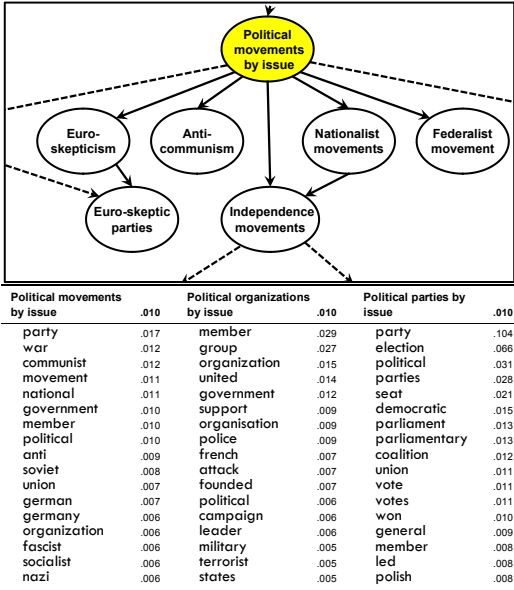 Political
movements
by issue
Euro-
skepticism
Anti-
communism
Nationalist
movements
Federalist
movement
Euro-skeptic
parties
Independence
movements
Political movements by issue .010
party .017
war .012
communist .012
movement .011
national .011
government .010
member .010
political .010
anti .009
soviet .008
union .007
german .007
germany .006
organization .006
fascist .006
socialist .006
nazi .006
Political organizations by issue .010
member .029
group .027
organization .015
united .014
government .012
support .009
organisation .009
police .009
french .007
attack .007
founded .007
political .006
campaign .006
leader .006
military .005
terrorist .005
states .005
Political parties by issue .010
party .104
election .066
political .031
parties .028
seat .021
democratic .015
parliament .013
parliamentary .013
coalition .012
union .011
vote .011
votes .011
won .010
general .009
member .008
led .008
polish .008